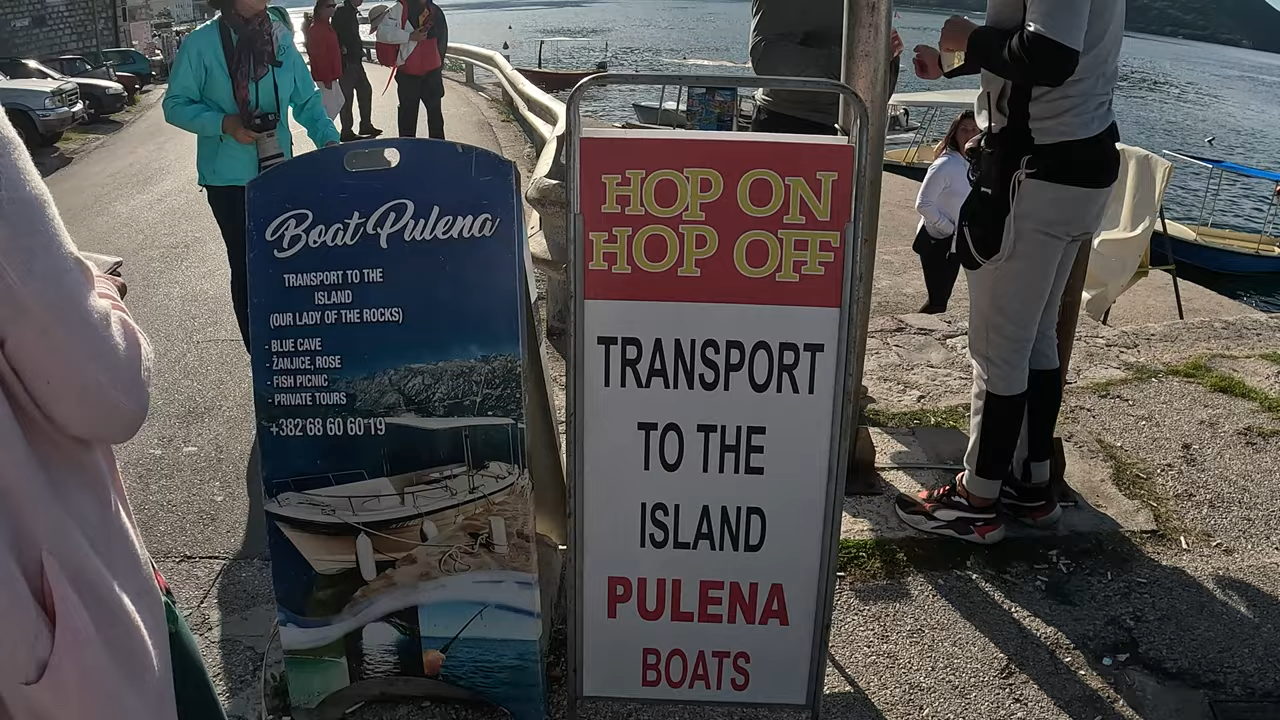 Boat Pulena
TRANSPORT TO THE
ISLAND
(OUR LADY OF THE ROCKS)
- BLUE CAVE
- ŽANJICE, ROSE
- FISH PICNIC
- PRIVATE TOURS
+382 68 60 60 19
HOP ON
HOP OFF
TRANSPORT
TO THE
ISLAND
PULENA
BOATS